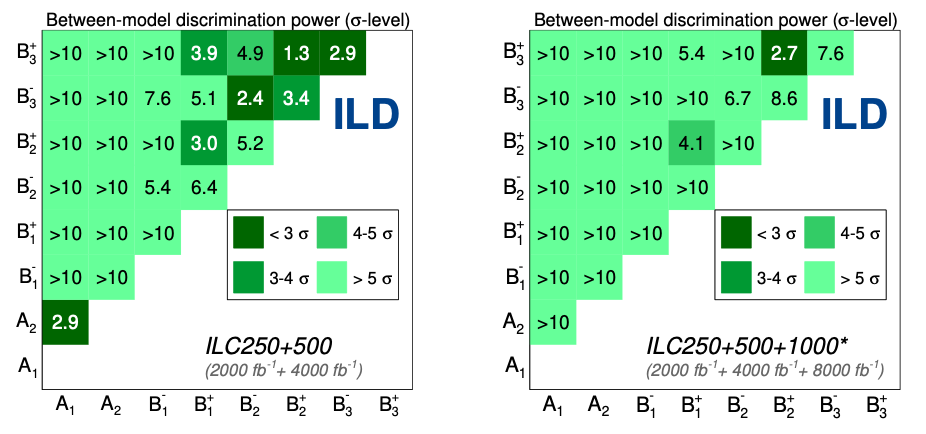 Between-model discrimination power (σ-level)
B₃⁺ >10 >10 >10 3.9 4.9 1.3 2.9
B₃⁻ >10 >10 7.6 5.1 2.4 3.4
ILD
B₂⁺ >10 >10 >10 3.0 5.2
B₂⁻ >10 >10 5.4 6.4
B₁⁺ >10 >10 >10
< 3 σ 4-5 σ
B₁⁻ >10 >10
3-4 σ > 5 σ
A₂ 2.9
ILC250+500
A₁
(2000 fb⁻¹+ 4000 fb⁻¹)
A₁ A₂ B₁⁻ B₁⁺ B₂⁻ B₂⁺ B₃⁻ B₃⁺
Between-model discrimination power (σ-level)
B₃⁺ >10 >10 >10 5.4 >10 2.7 7.6
B₃⁻ >10 >10 >10 >10 6.7 8.6
ILD
B₂⁺ >10 >10 >10 4.1 >10
B₂⁻ >10 >10 >10 >10
B₁⁺ >10 >10 >10
< 3 σ 4-5 σ
B₁⁻ >10 >10
3-4 σ > 5 σ
A₂ >10
ILC250+500+1000*
A₁
(2000 fb⁻¹+ 4000 fb⁻¹+ 8000 fb⁻¹)
A₁ A₂ B₁⁻ B₁⁺ B₂⁻ B₂⁺ B₃⁻ B₃⁺